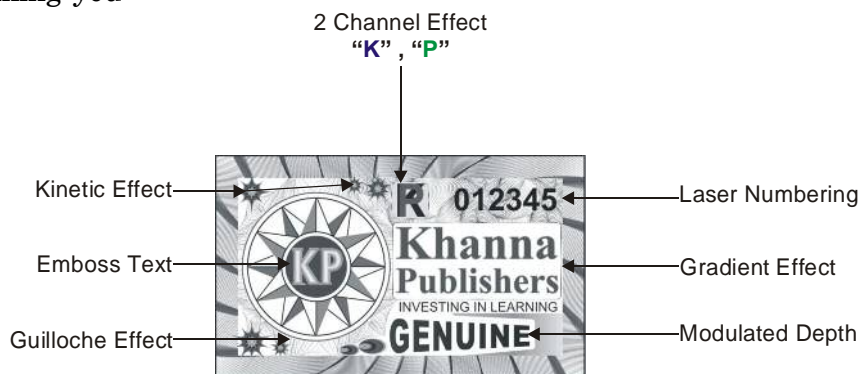 you
2 Channel Effect
“K” , “P”
Kinetic Effect
012345
Laser Numbering
Emboss Text
KP
Khanna
Publishers
Gradient Effect
INVESTING IN LEARNING
Guilloche Effect
GENUINE
Modulated Depth